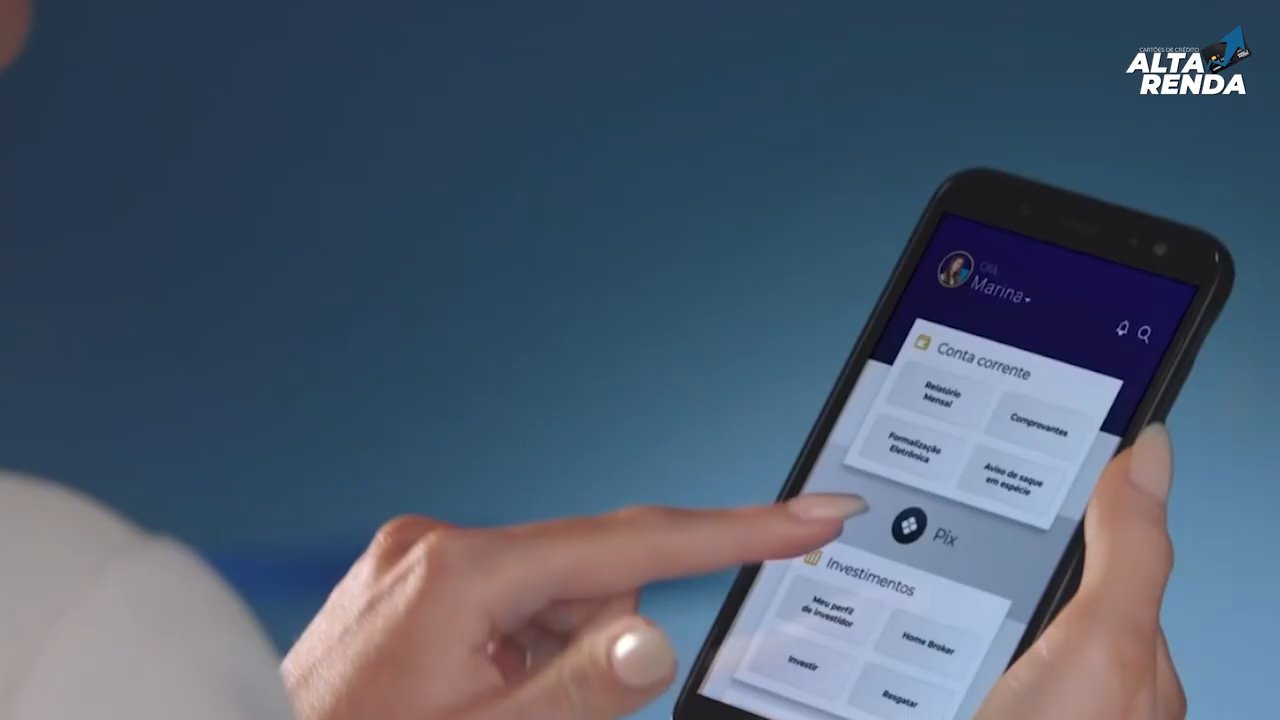 CARTÕES DE CRÉDITO
ALTA
RENDA
Olá,
Marina
Conta corrente
Relatório
Mensal
Comprovantes
Formalização
Eletrônica
Aviso de saque
em espécie
Pix
Investimentos
Meu perfil
de investidor
Home Broker
Investir
Resgatar